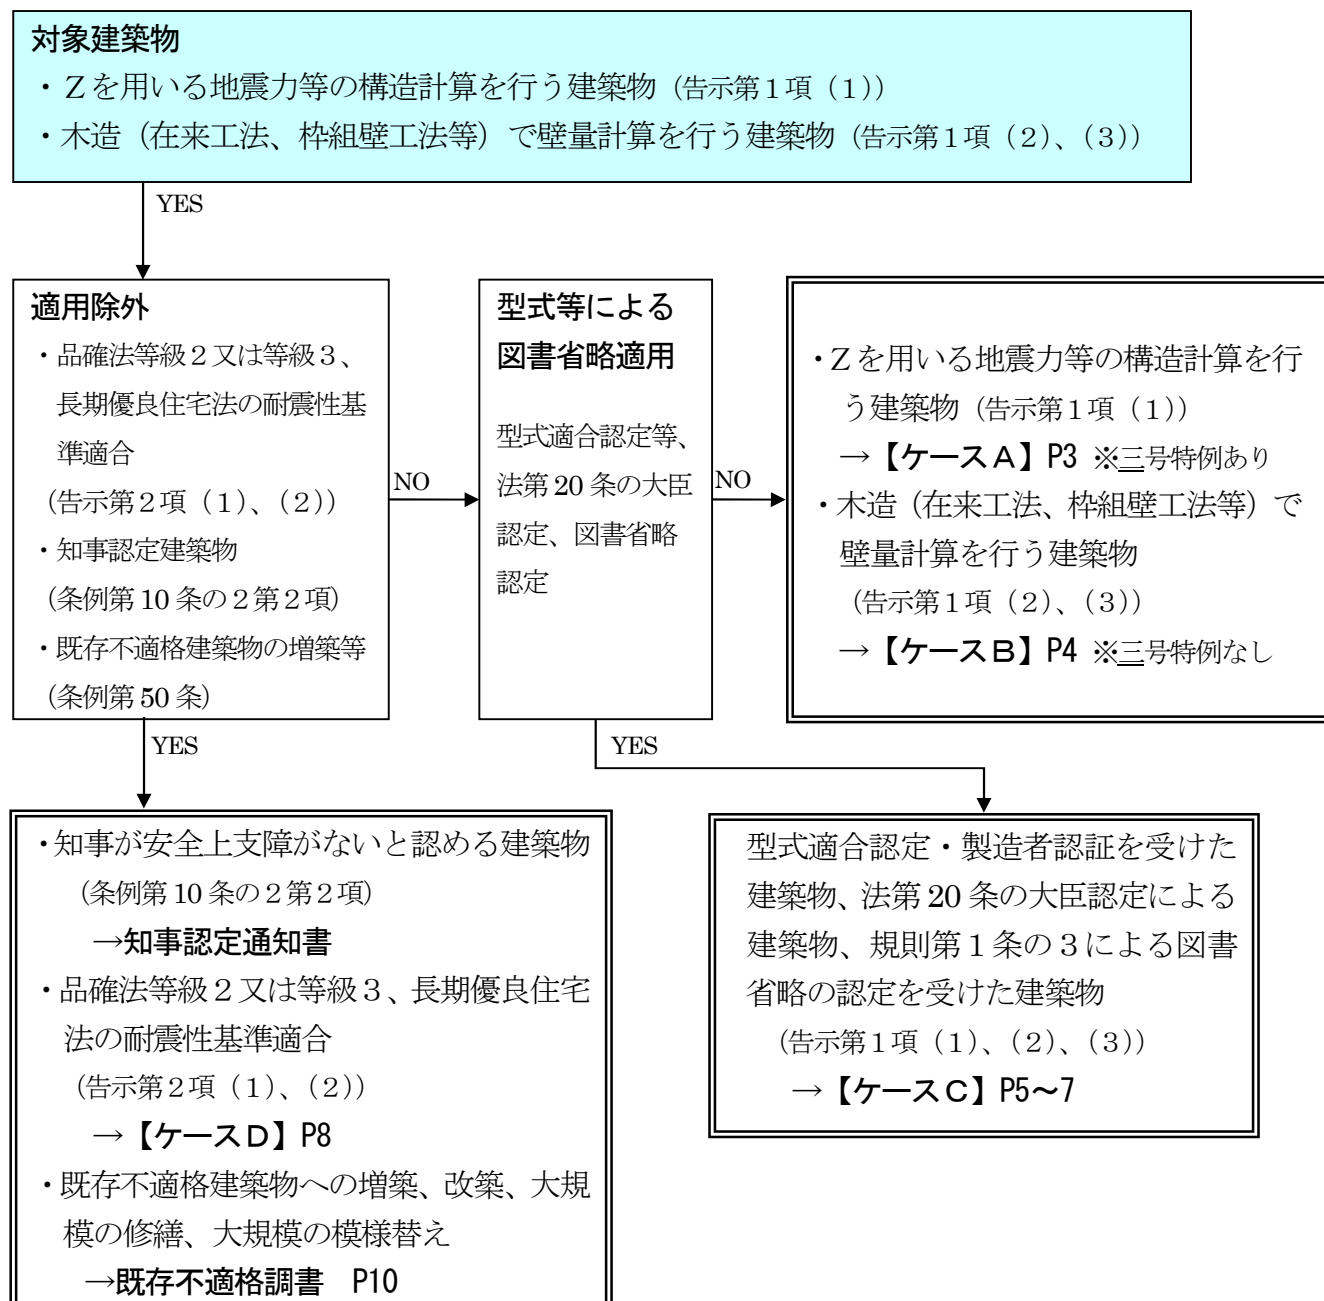 対象建築物
・Ｚを用いる地震力等の構造計算を行う建築物（告示第１項（１））
・木造（在来工法、枠組壁工法等）で壁量計算を行う建築物（告示第１項（２）、（３））
YES
適用除外
・品確法等級２又は等級３、
長期優良住宅法の耐震性基
準適合
（告示第２項（１）、（２））
・知事認定建築物
（条例第 10 条の２第２項）
・既存不適格建築物の増築等
（条例第 50 条）
NO
型式等による
図書省略適用
型式適合認定等、
法第 20 条の大臣
認定、図書省略
認定
NO
・Ｚを用いる地震力等の構造計算を行
う建築物（告示第１項（１））
→【ケースＡ】P3 ※三号特例あり
・木造（在来工法、枠組壁工法等）で
壁量計算を行う建築物
（告示第１項（２）、（３））
→【ケースＢ】P4 ※三号特例なし
YES
YES
・知事が安全上支障がないと認める建築物
（条例第 10 条の２第２項）
→知事認定通知書
・品確法等級２又は等級３、長期優良住宅
法の耐震性基準適合
（告示第２項（１）、（２））
→【ケースＤ】P8
・既存不適格建築物への増築、改築、大規
模の修繕、大規模の模様替え
→既存不適格調書　P10
型式適合認定・製造者認証を受けた
建築物、法第 20 条の大臣認定による
建築物、規則第１条の３による図書
省略の認定を受けた建築物
（告示第１項（１）、（２）、（３））
→【ケースＣ】P5～7